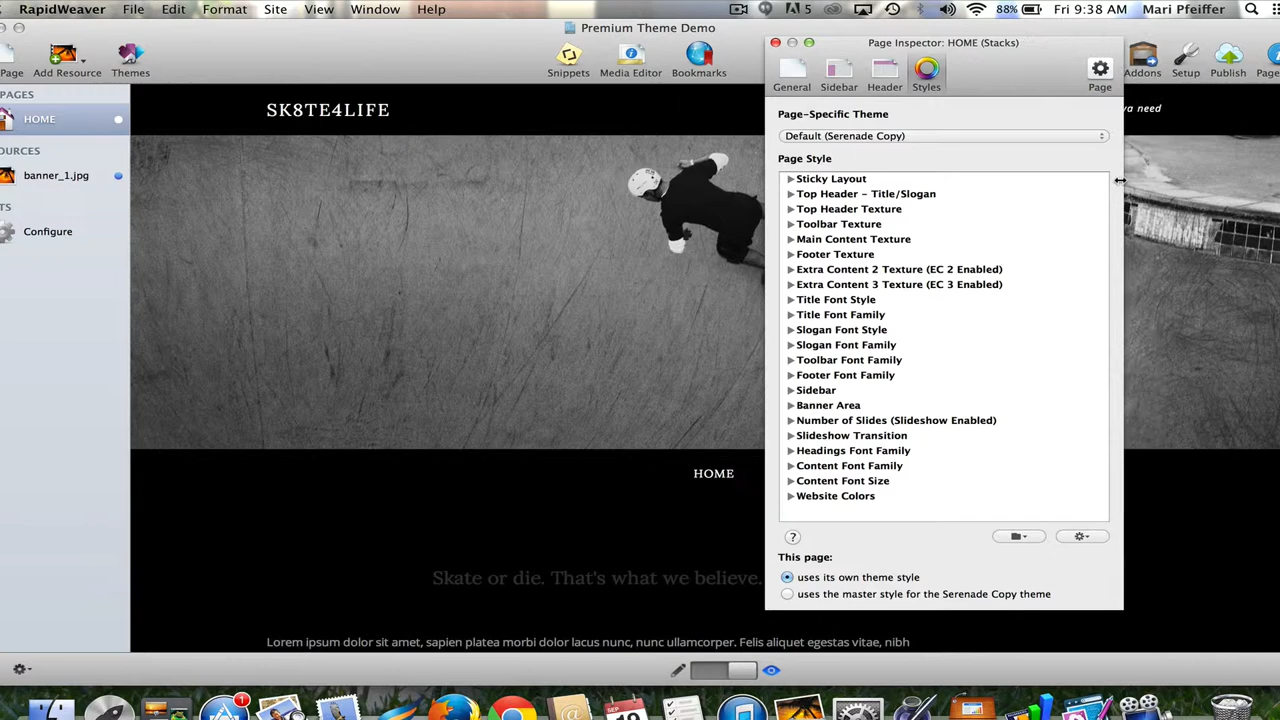 RapidWeaver File Edit Format Site View Window Help 5 88% Fri 9:38 AM Mari Pfeiffer
Premium Theme Demo
Page Add Resource Themes Snippets Media Editor Bookmarks Addons Setup Publish
Page Inspector: HOME (Stacks)
General Sidebar Header Styles Page
PAGES
HOME
OURCES
banner_1.jpg
TS
Configure
SK8TE4LIFE
ya need
Page-Specific Theme
Default (Serenade Copy)
Page Style
Sticky Layout
Top Header - Title/Slogan
Top Header Texture
Toolbar Texture
Main Content Texture
Footer Texture
Extra Content 2 Texture (EC 2 Enabled)
Extra Content 3 Texture (EC 3 Enabled)
Title Font Style
Title Font Family
Slogan Font Style
Slogan Font Family
Toolbar Font Family
Footer Font Family
Sidebar
Banner Area
Number of Slides (Slideshow Enabled)
Slideshow Transition
Headings Font Family
Content Font Family
Content Font Size
Website Colors
?
This page:
uses its own theme style
uses the master style for the Serenade Copy theme
HOME
Skate or die. That's what we believe.
Lorem ipsum dolor sit amet, sapien platea morbi dolor lacus nunc, nunc ullamcorper. Felis aliquet egestas vitae, nibh
1
SEP